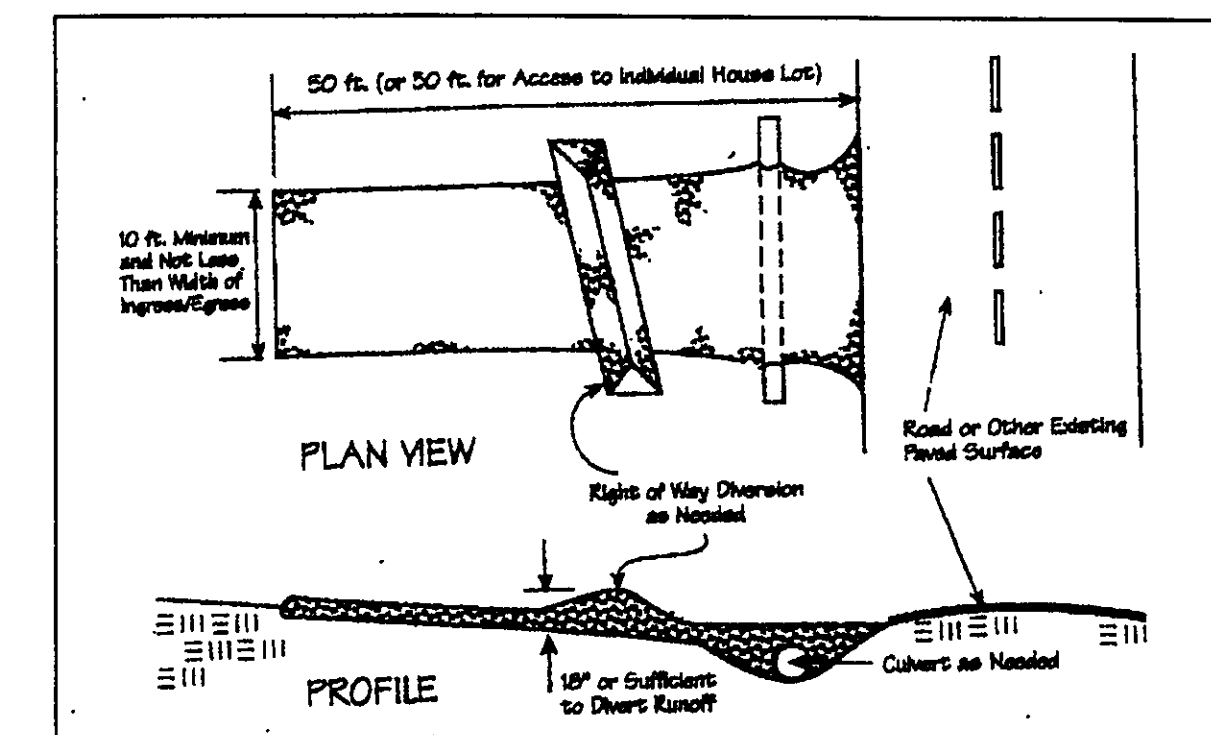 50 ft. (or 30 ft. for Access to Individual House Lot)
10 ft. Minimum
and Not Less
Than Width of
Ingress/Egress
PLAN VIEW
Road or Other Existing
Paved Surface
Right of Way Diversion
as Needed
Culvert as Needed
18" or Sufficient
to Divert Runoff
PROFILE